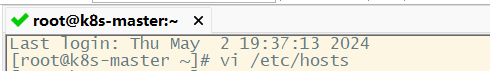 root@k8s-master:~ ×
Last login: Thu May  2 19:37:13 2024
[root@k8s-master ~]# vi /etc/hosts